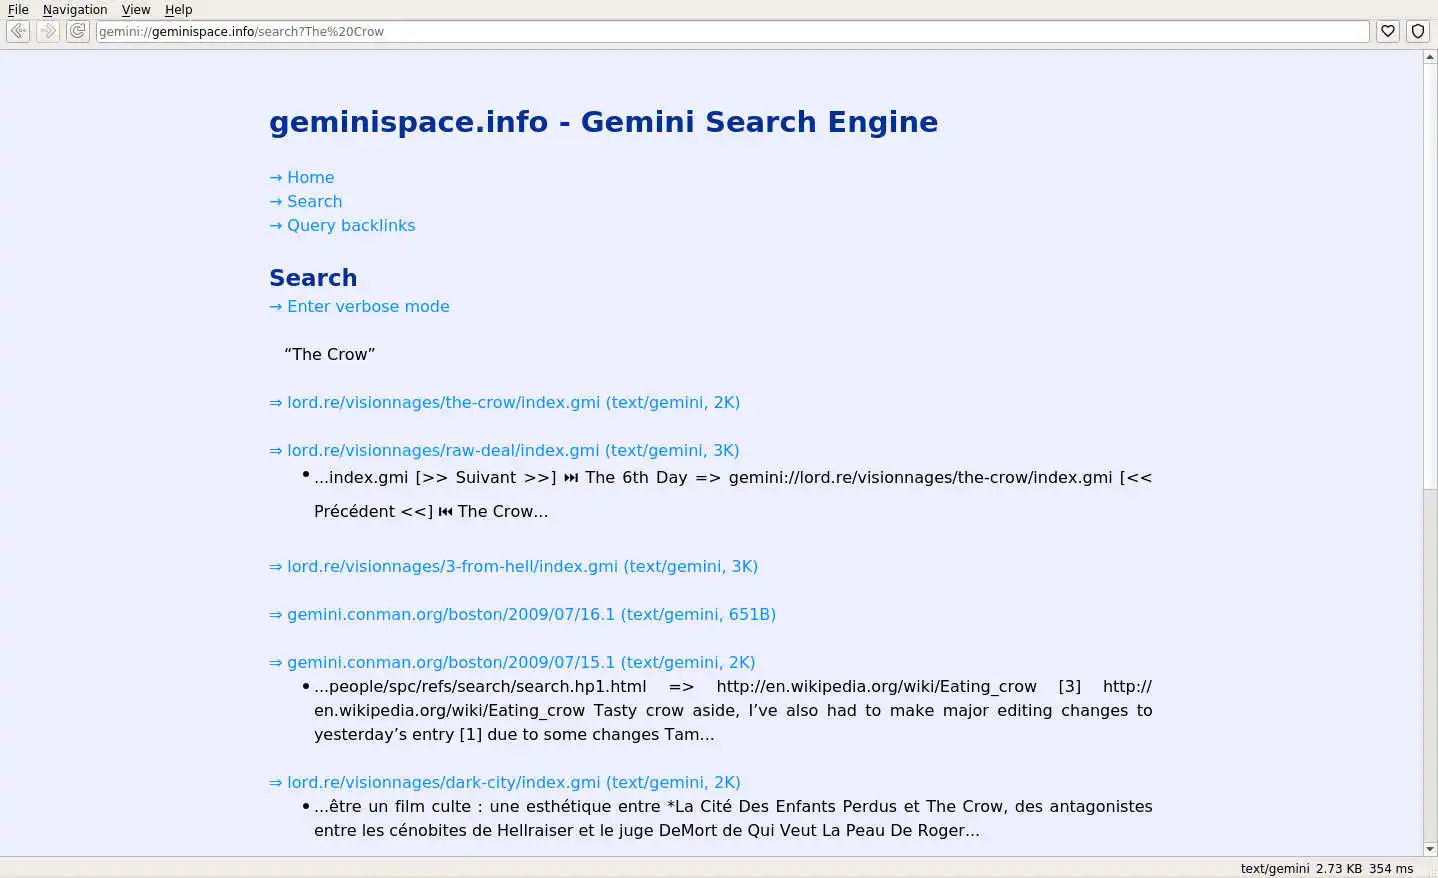 File Navigation View Help
gemini://geminispace.info/search?The%20Crow
geminispace.info - Gemini Search Engine
→ Home
→ Search
→ Query backlinks
Search
→ Enter verbose mode
“The Crow”
⇒ lord.re/visionnages/the-crow/index.gmi (text/gemini, 2K)
⇒ lord.re/visionnages/raw-deal/index.gmi (text/gemini, 3K)
• …index.gmi [>> Suivant >>] ⏭ The 6th Day => gemini://lord.re/visionnages/the-crow/index.gmi [<<
Précédent <<] ⏮ The Crow…
⇒ lord.re/visionnages/3-from-hell/index.gmi (text/gemini, 3K)
⇒ gemini.conman.org/boston/2009/07/16.1 (text/gemini, 651B)
⇒ gemini.conman.org/boston/2009/07/15.1 (text/gemini, 2K)
• …people/spc/refs/search/search.hp1.html => http://en.wikipedia.org/wiki/Eating_crow [3] http://
en.wikipedia.org/wiki/Eating_crow Tasty crow aside, I’ve also had to make major editing changes to
yesterday’s entry [1] due to some changes Tam…
⇒ lord.re/visionnages/dark-city/index.gmi (text/gemini, 2K)
• …être un film culte : une esthétique entre *La Cité Des Enfants Perdus et The Crow, des antagonistes
entre les cénobites de Hellraiser et le juge DeMort de Qui Veut La Peau De Roger…
text/gemini 2.73 KB 354 ms